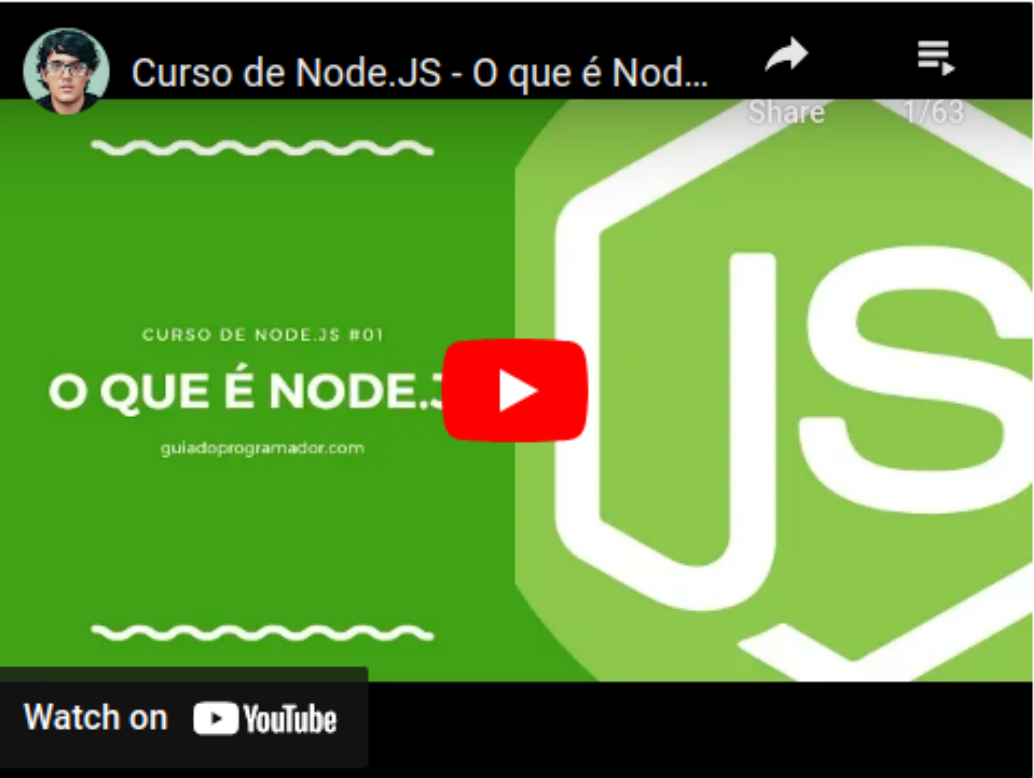 Curso de Node.JS - O que é Nod...
Share
1/63
CURSO DE NODE.JS #01
O QUE É NODE.J
guiadoprogramador.com
JS
Watch on YouTube